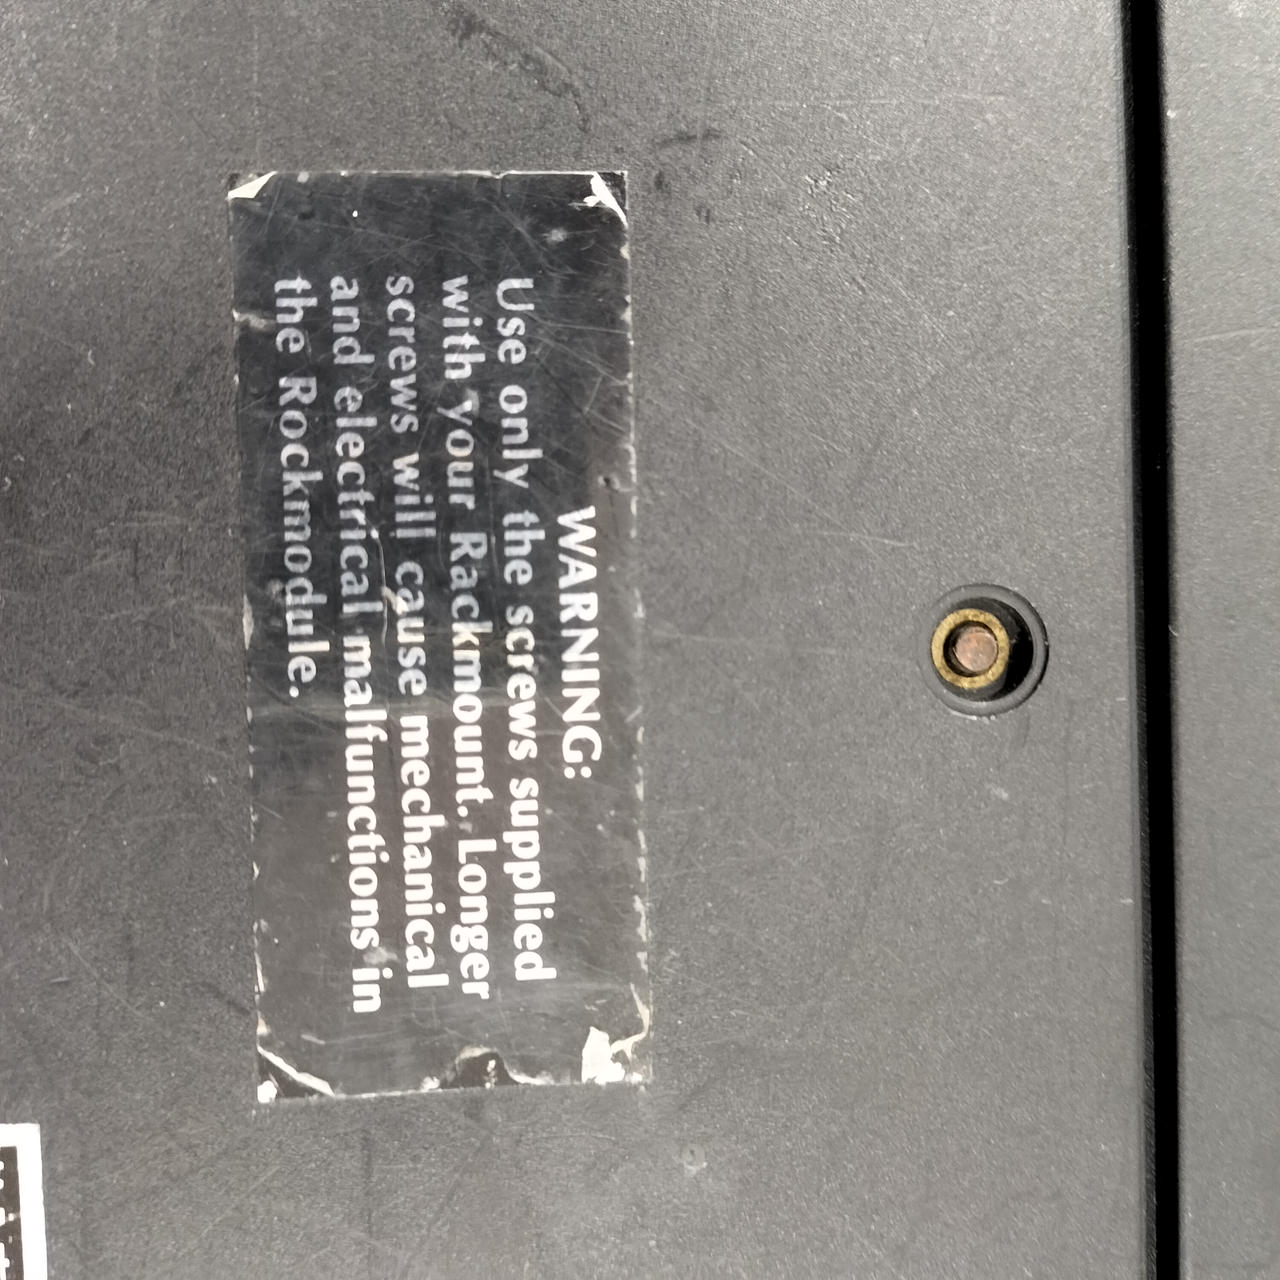 WARNING:
Use only the screws supplied
with your Rackmount. Longer
screws will cause mechanical
and electrical malfunctions in
the Rockmodule.